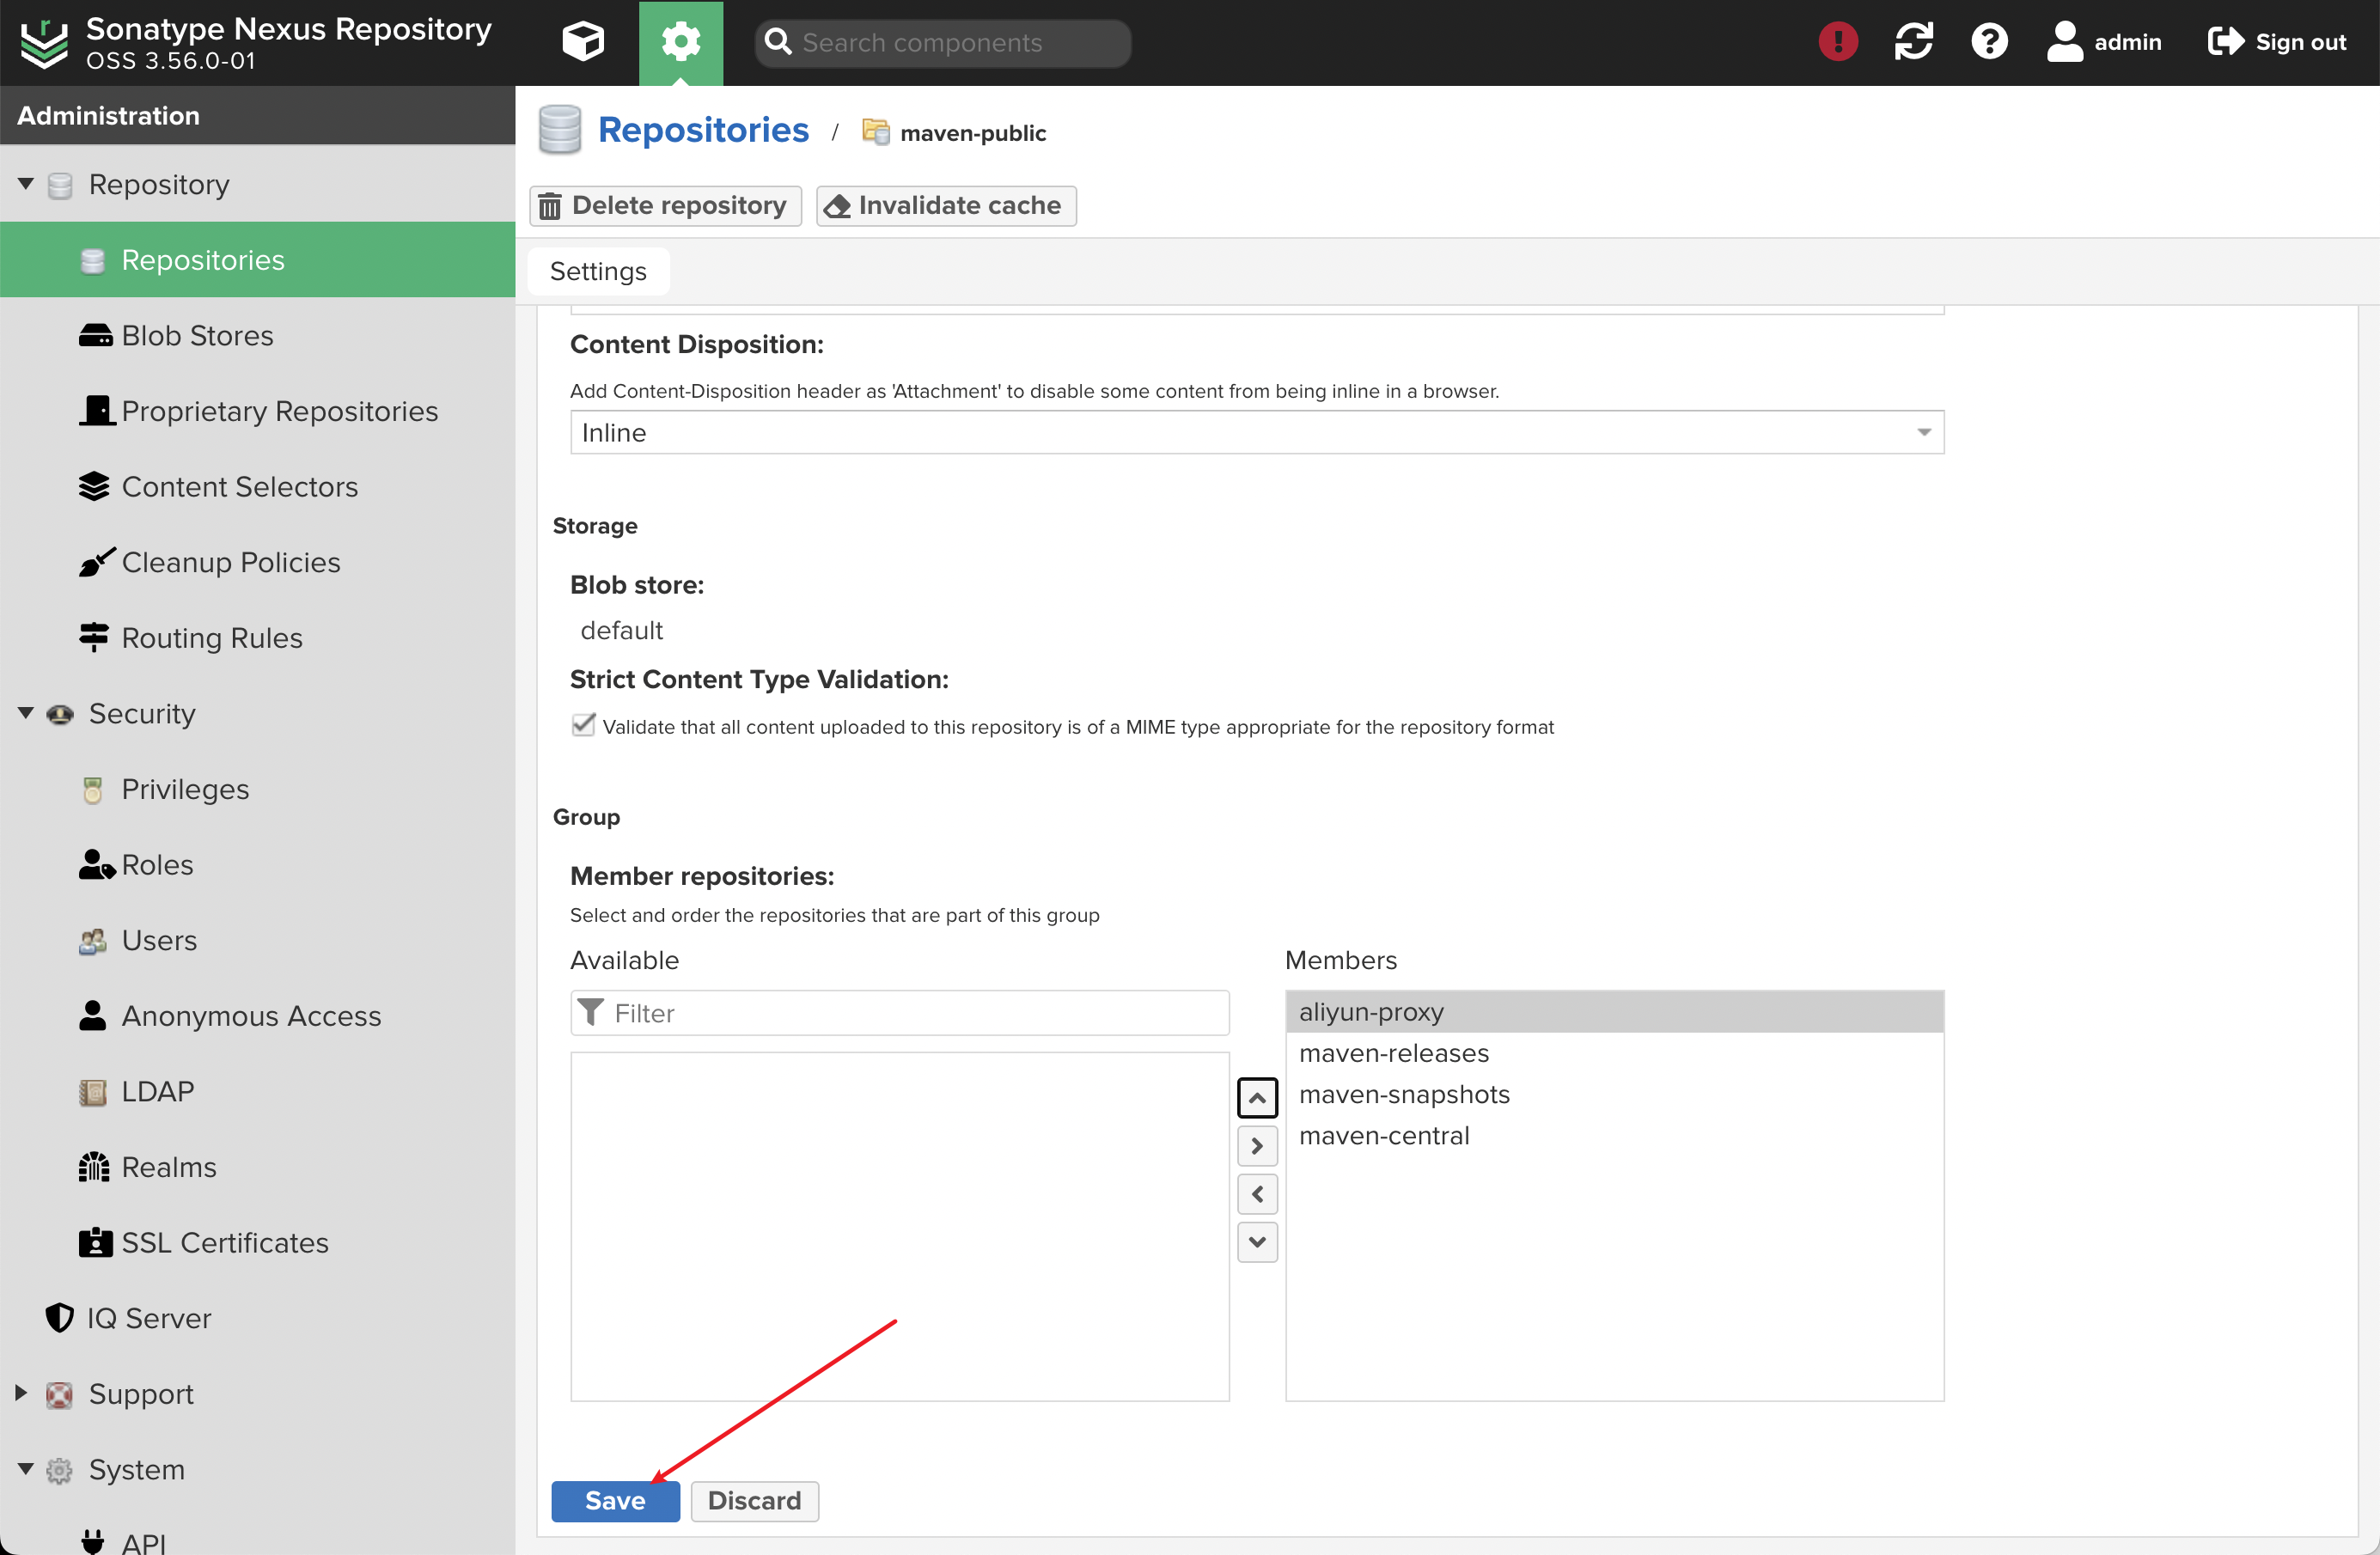 Sonatype Nexus Repository
OSS 3.56.0-01
Search components
admin
Sign out
Administration
Repository
Repositories
Blob Stores
Proprietary Repositories
Content Selectors
Cleanup Policies
Routing Rules
Security
Privileges
Roles
Users
Anonymous Access
LDAP
Realms
SSL Certificates
IQ Server
Support
System
API
Repositories / maven-public
Delete repository
Invalidate cache
Settings
Content Disposition:
Add Content-Disposition header as 'Attachment' to disable some content from being inline in a browser.
Inline
Storage
Blob store:
default
Strict Content Type Validation:
Validate that all content uploaded to this repository is of a MIME type appropriate for the repository format
Group
Member repositories:
Select and order the repositories that are part of this group
Available
Filter
Members
aliyun-proxy
maven-releases
maven-snapshots
maven-central
Save
Discard